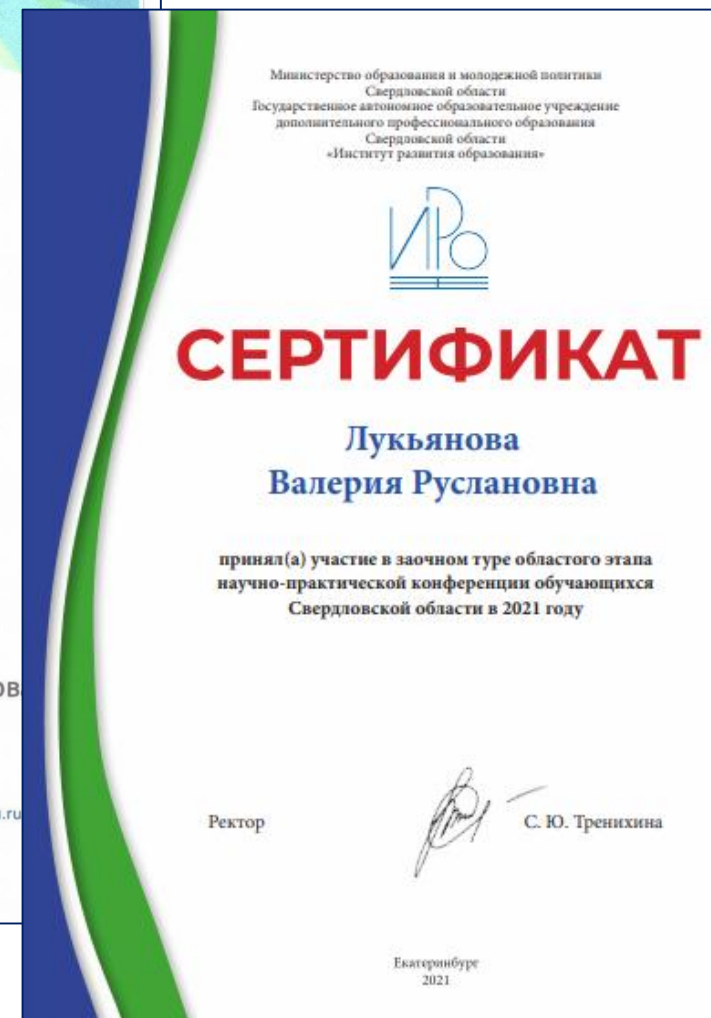 Министерство образования и молодежной политики
Свердловской области
Государственное автономное образовательное учреждение
дополнительного профессионального образования
Свердловской области
«Институт развития образования»
ИРО
СЕРТИФИКАТ
Лукьянова
Валерия Руслановна
принял(а) участие в заочном туре областого этапа
научно-практической конференции обучающихся
Свердловской области в 2021 году
ОВ
.ru
Ректор
С. Ю. Тренихина
Екатеринбург
2021